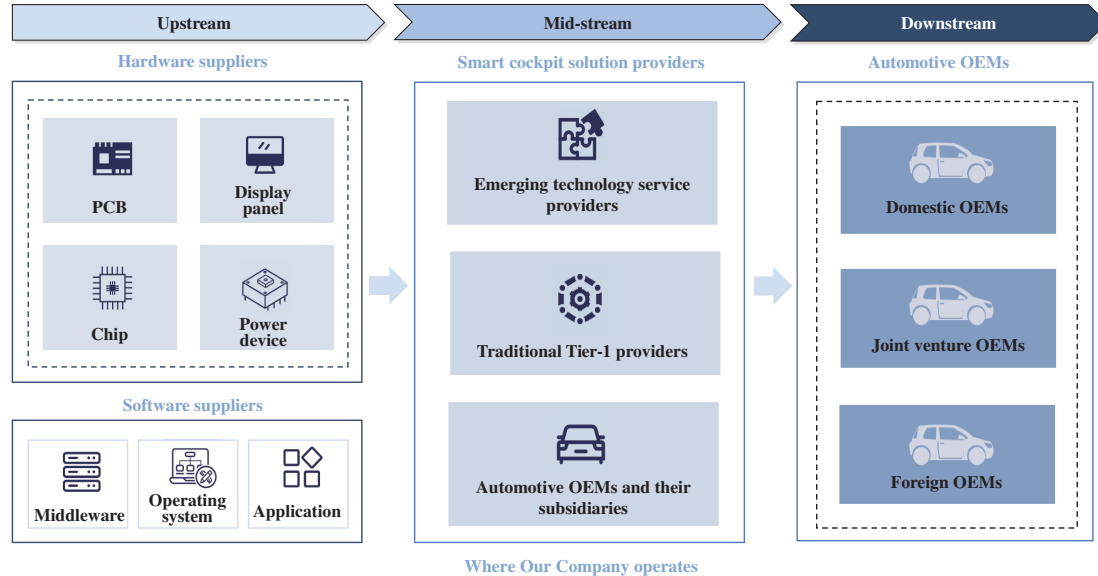 Upstream
Mid-stream
Downstream
Hardware suppliers
Smart cockpit solution providers
Automotive OEMs
PCB
Display
panel
Chip
Power
device
Software suppliers
Middleware
Operating
system
Application
Emerging technology service
providers
Traditional Tier-1 providers
Automotive OEMs and their
subsidiaries
Where Our Company operates
Domestic OEMs
Joint venture OEMs
Foreign OEMs